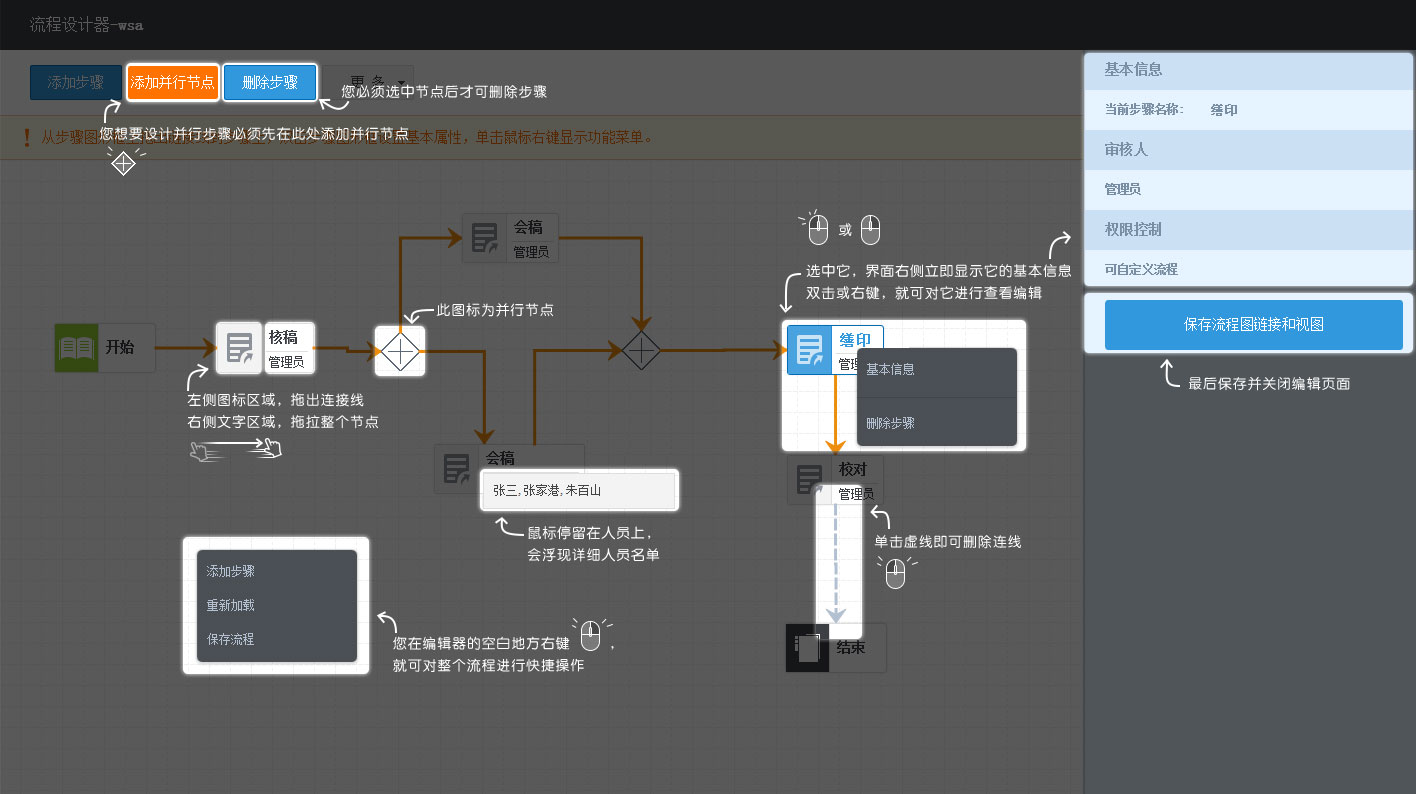 流程设计器-wsa
添加步骤
添加并行节点
删除步骤
更 多
您必须选中节点后才可删除步骤
您想要设计并行步骤必须先在此处添加并行节点
从步骤图
基本属性，单击鼠标右键显示功能菜单。
基本信息
当前步骤名称: 缮印
审核人
管理员
权限控制
可自定义流程
保存流程图链接和视图
最后保存并关闭编辑页面
会稿
管理员
或
选中它，界面右侧立即显示它的基本信息
双击或右键，就可对它进行查看编辑
此图标为并行节点
开始
核稿
管理员
左侧图标区域，拖出连接线
右侧文字区域，拖拉整个节点
缮印
管理
基本信息
删除步骤
会稿
张三,张家港,朱百山
鼠标停留在人员上，
会浮现详细人员名单
校对
管理员
单击虚线即可删除连线
添加步骤
重新加载
保存流程
您在编辑器的空白地方右键 ，
就可对整个流程进行快捷操作
结束